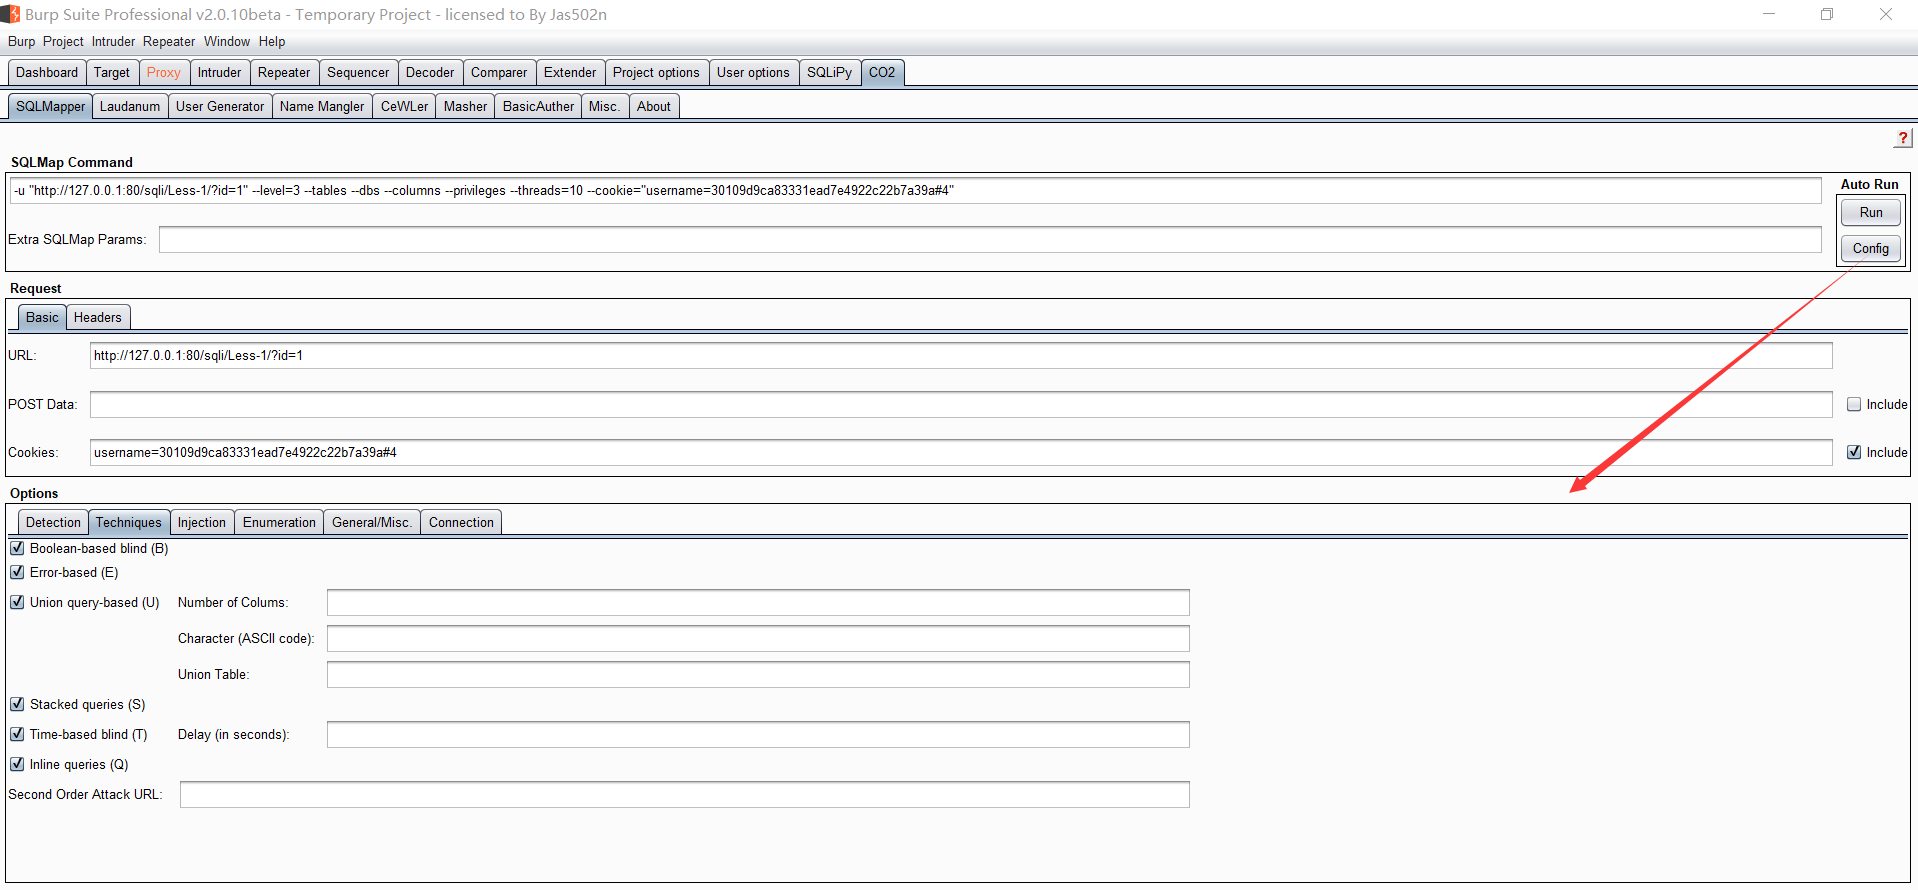 Burp Suite Professional v2.0.10beta - Temporary Project - licensed to By Jas502n
Burp Project Intruder Repeater Window Help
Dashboard Target Proxy Intruder Repeater Sequencer Decoder Comparer Extender Project options User options SQLiPy CO2
SQLMapper Laudanum User Generator Name Mangler CeWLer Masher BasicAuther Misc. About
?
SQLMap Command
-u "http://127.0.0.1:80/sqli/Less-1/?id=1" --level=3 --tables --dbs --columns --privileges --threads=10 --cookie="username=30109d9ca83331ead7e4922c22b7a39a#4"
Auto Run
Run
Extra SQLMap Params:
Config
Request
Basic Headers
URL: http://127.0.0.1:80/sqli/Less-1/?id=1
POST Data: Include
Cookies: username=30109d9ca83331ead7e4922c22b7a39a#4 Include
Options
Detection Techniques Injection Enumeration General/Misc. Connection
Boolean-based blind (B)
Error-based (E)
Union query-based (U) Number of Colums:
Character (ASCII code):
Union Table:
Stacked queries (S)
Time-based blind (T) Delay (in seconds):
Inline queries (Q)
Second Order Attack URL: